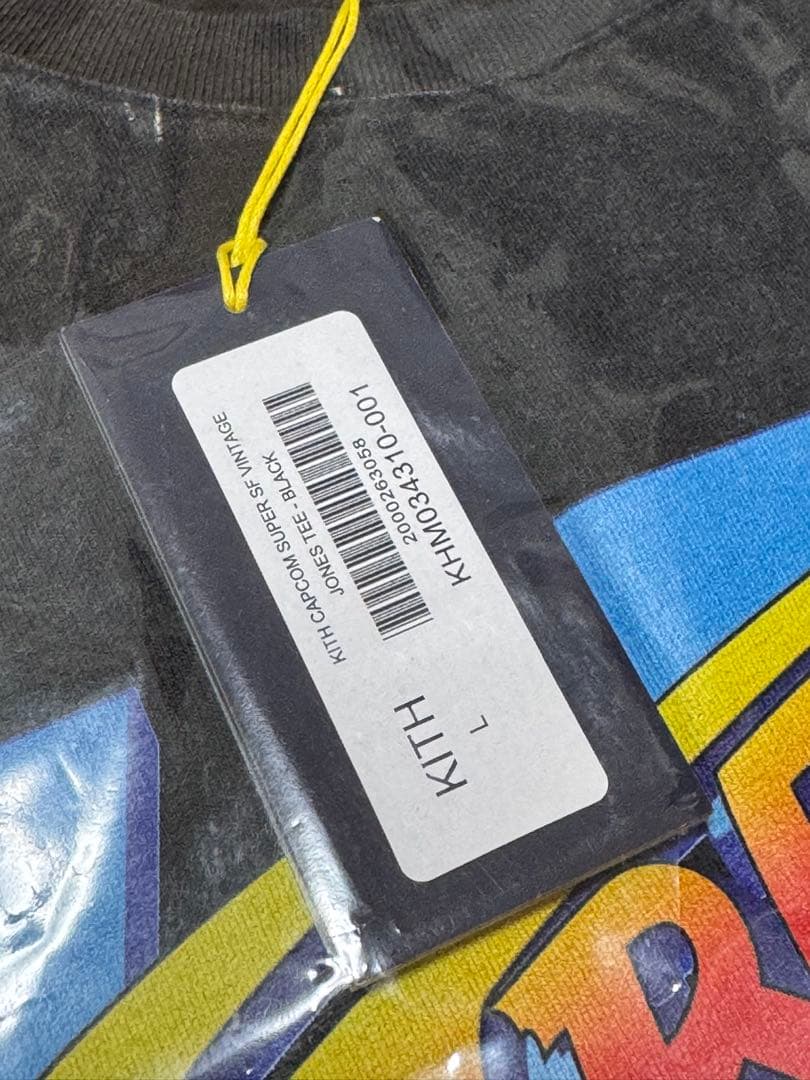 KITH CAPCOM SUPER SF VINTAGE
JONES TEE - BLACK
2000263058
KHM034310-001
KITH
L